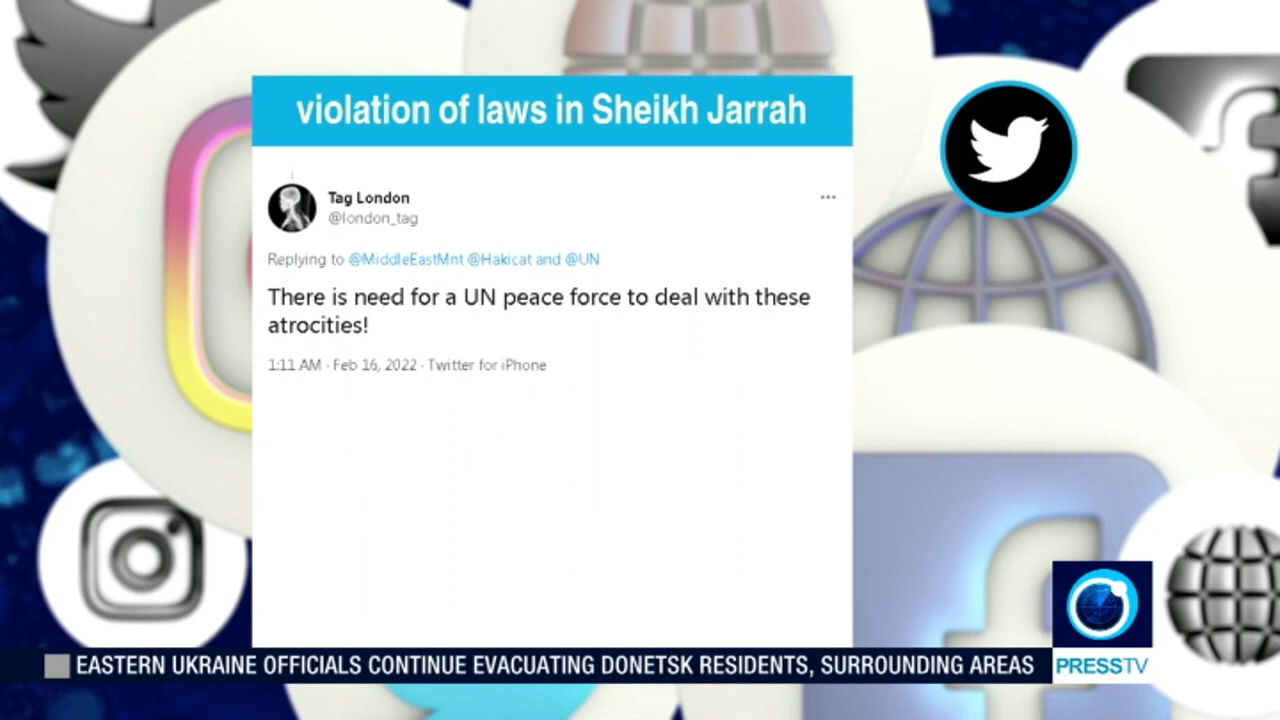 violation of laws in Sheikh Jarrah
Tag London
@london_tag
Replying to @MiddleEastMnt @Hakicat and @UN
There is need for a UN peace force to deal with these
atrocities!
1:11 AM · Feb 16, 2022 · Twitter for iPhone
EASTERN UKRAINE OFFICIALS CONTINUE EVACUATING DONETSK RESIDENTS, SURROUNDING AREAS
PRESSTV